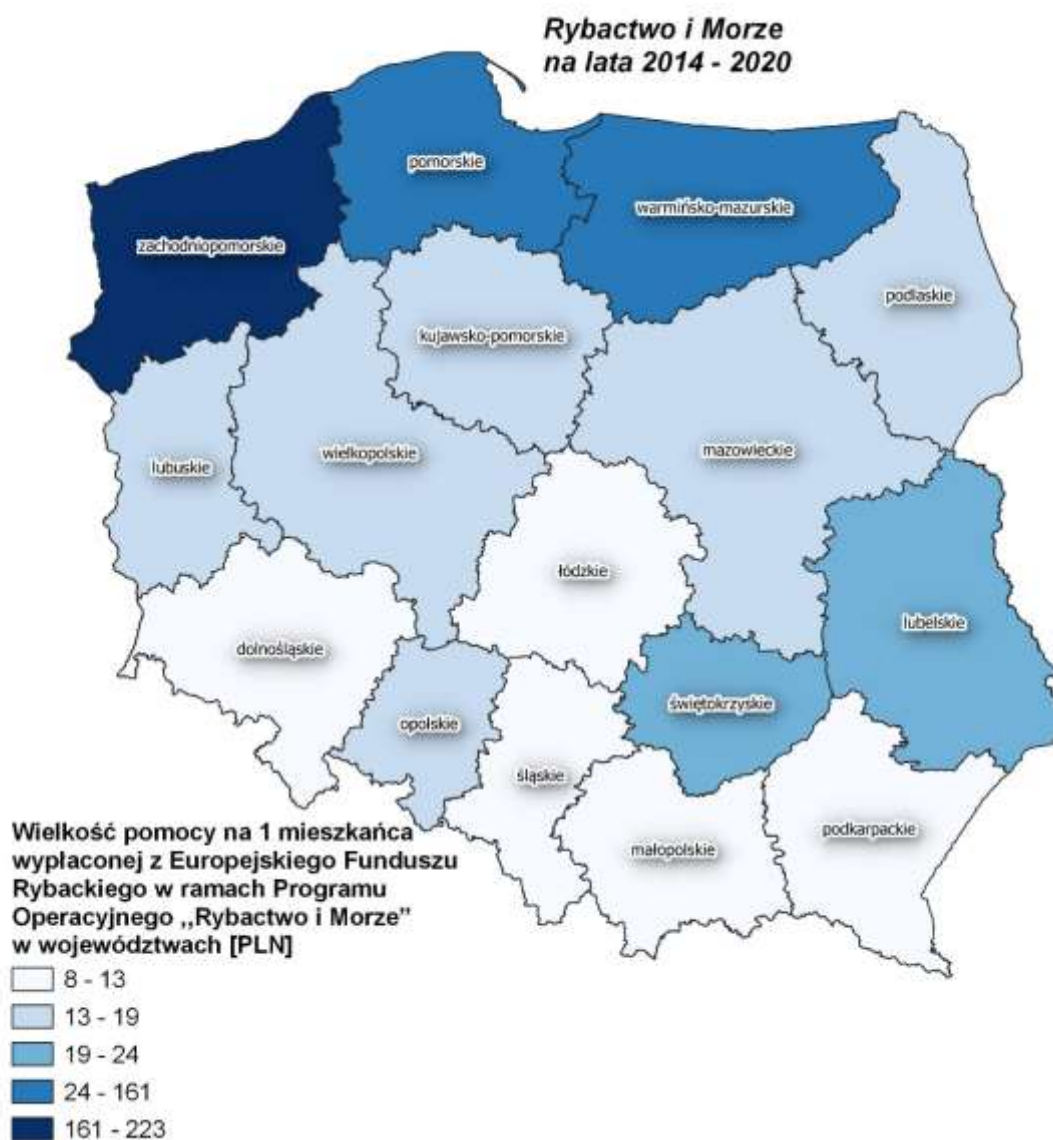 Rybactwo i Morze
na lata 2014 - 2020
pomorskie
warmińsko-mazurskie
zachodniopomorskie
podlaskie
kujawsko-pomorskie
mazowieckie
wielkopolskie
lubuskie
łódzkie
lubelskie
dolnośląskie
świętokrzyskie
opolskie
śląskie
podkarpackie
małopolskie
Wielkość pomocy na 1 mieszkańca
wypłaconej z Europejskiego Funduszu
Rybackiego w ramach Programu
Operacyjnego ,,Rybactwo i Morze”
w województwach [PLN]
8 - 13
13 - 19
19 - 24
24 - 161
161 - 223